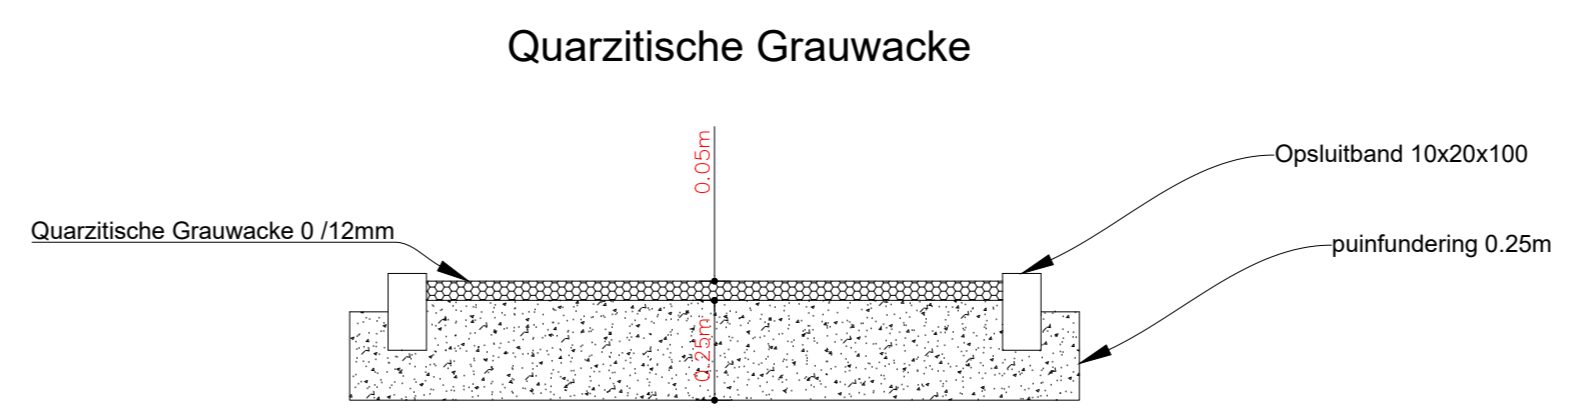 Quarzitische Grauwacke
0.05m
Opsluitband 10x20x100
Quarzitische Grauwacke 0 /12mm
puinfundering 0.25m
0.25m